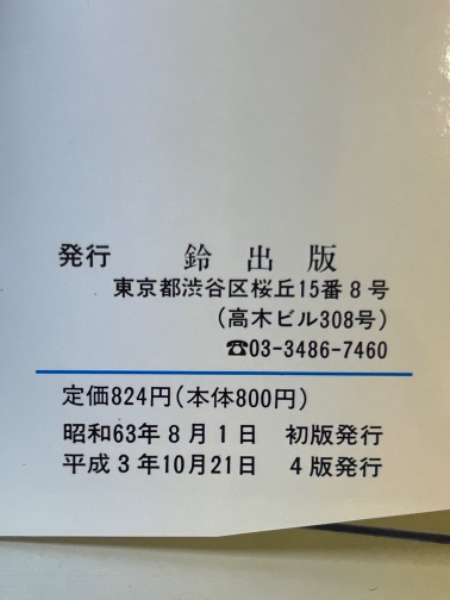 発行 鈴出版
東京都渋谷区桜丘15番8号
(高木ビル308号)
☎03-3486-7460
定価824円(本体800円)
昭和63年8月1日 初版発行
平成3年10月21日 4版発行